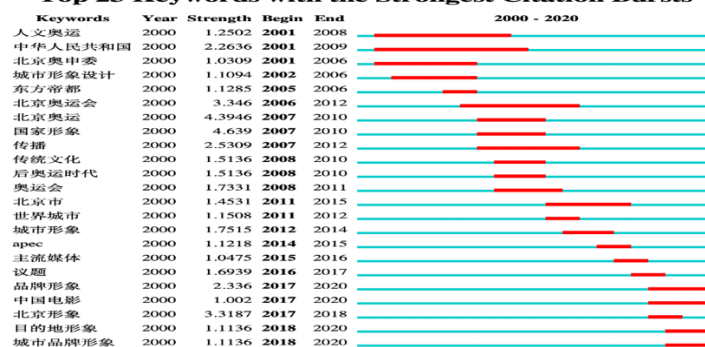 Top 23 Keywords with the Strongest Citation Bursts
Keywords Year Strength Begin End 2000 - 2020
人文奥运 2000 1.2502 2001 2008
中华人民共和国 2000 2.2636 2001 2009
北京奥申委 2000 1.0309 2001 2006
城市形象设计 2000 1.1094 2002 2006
东方帝都 2000 1.1285 2005 2006
北京奥运会 2000 3.346 2006 2012
北京奥运 2000 4.3946 2007 2010
国家形象 2000 4.639 2007 2010
传播 2000 2.5309 2007 2012
传统文化 2000 1.5136 2008 2010
后奥运时代 2000 1.5136 2008 2010
奥运会 2000 1.7331 2008 2011
北京市 2000 1.4531 2011 2015
世界城市 2000 1.1508 2011 2012
城市形象 2000 1.7515 2012 2014
apec 2000 1.1218 2014 2015
主流媒体 2000 1.0475 2015 2016
议题 2000 1.6939 2016 2017
品牌形象 2000 2.336 2017 2020
中国电影 2000 1.002 2017 2020
北京形象 2000 3.3187 2017 2018
目的地形象 2000 1.1136 2018 2020
城市品牌形象 2000 1.1136 2018 2020